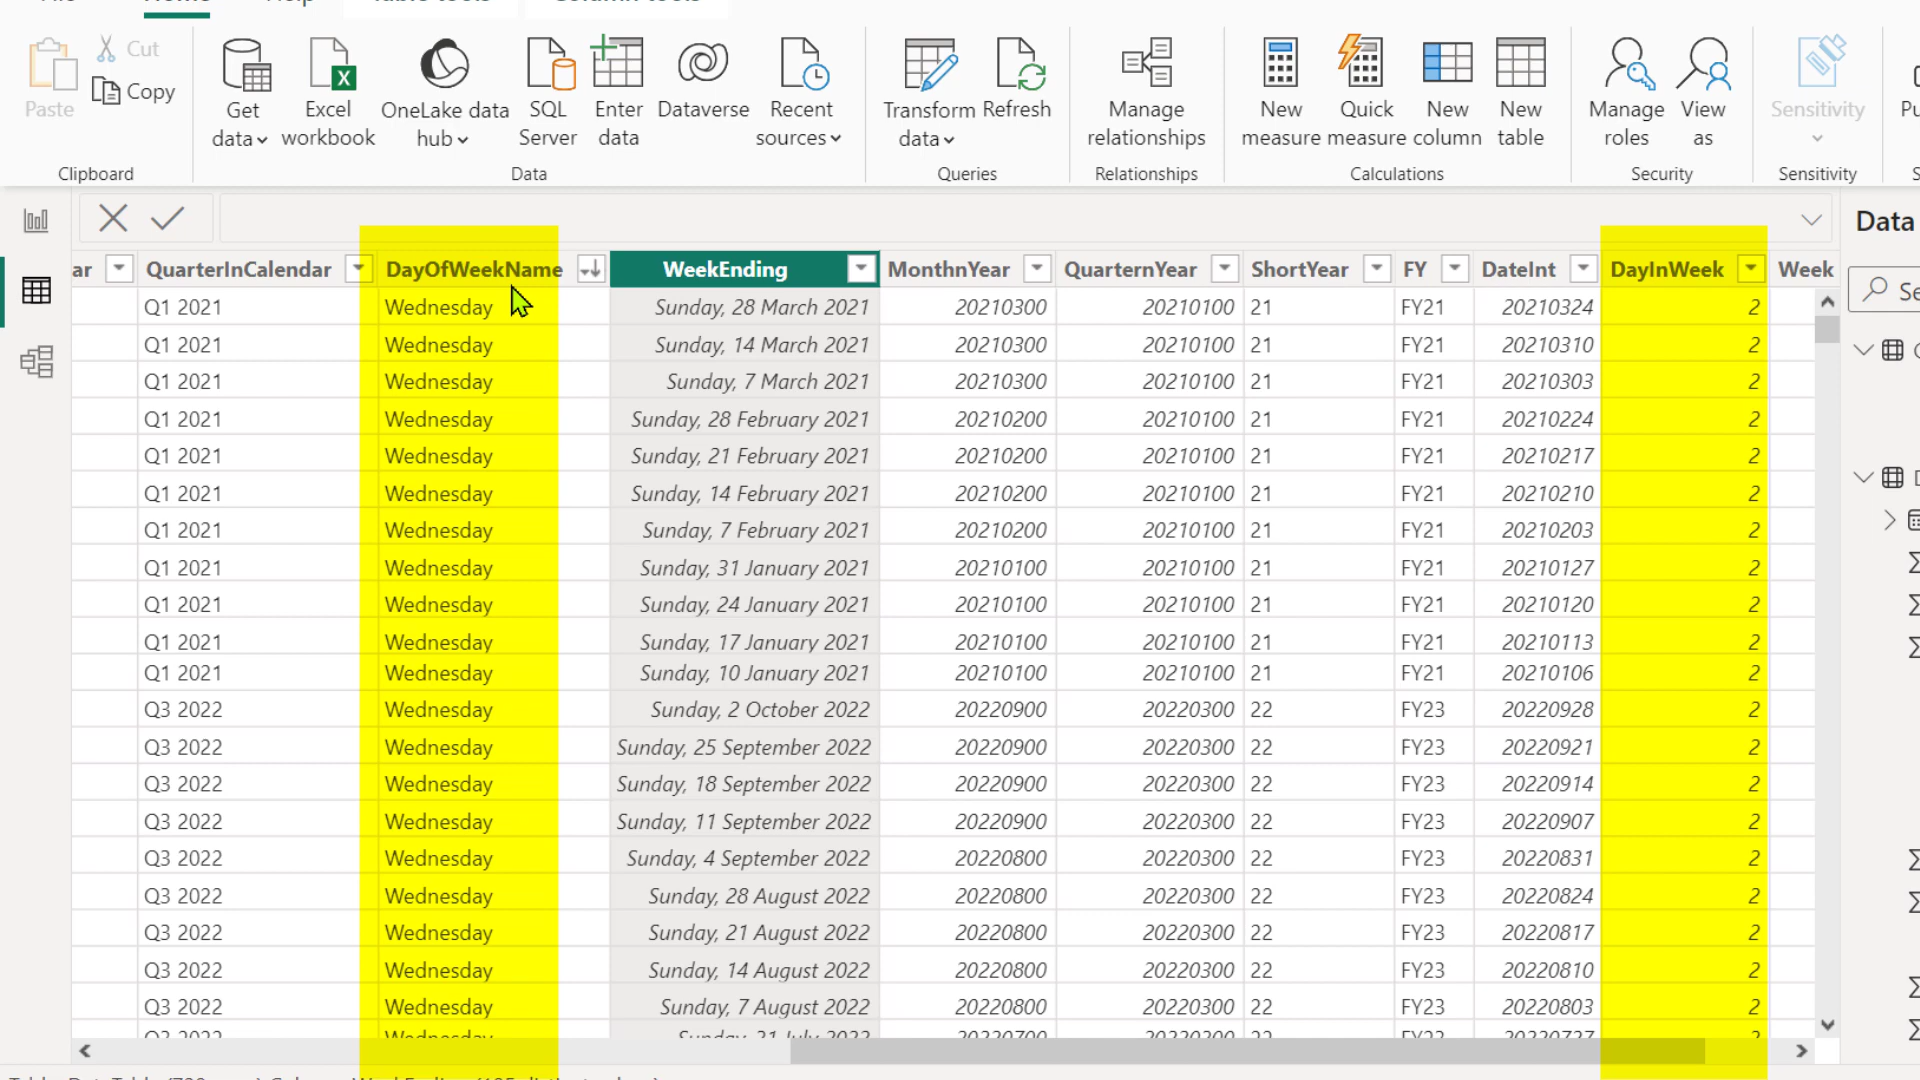 Home Help Table tools Column tools
Cut
Copy
Paste
Clipboard
Get data
Excel workbook
OneLake data hub
SQL Server
Enter data
Dataverse
Recent sources
Data
Transform data
Refresh
Queries
Manage relationships
Relationships
New measure
Quick measure
New column
New table
Calculations
Manage roles
View as
Security
Sensitivity
Sensitivity
Data
ar QuarterInCalendar DayOfWeekName WeekEnding MonthnYear QuarternYear ShortYear FY DateInt DayInWeek Week
Q1 2021 Wednesday Sunday, 28 March 2021 20210300 20210100 21 FY21 20210324 2
Q1 2021 Wednesday Sunday, 14 March 2021 20210300 20210100 21 FY21 20210310 2
Q1 2021 Wednesday Sunday, 7 March 2021 20210300 20210100 21 FY21 20210303 2
Q1 2021 Wednesday Sunday, 28 February 2021 20210200 20210100 21 FY21 20210224 2
Q1 2021 Wednesday Sunday, 21 February 2021 20210200 20210100 21 FY21 20210217 2
Q1 2021 Wednesday Sunday, 14 February 2021 20210200 20210100 21 FY21 20210210 2
Q1 2021 Wednesday Sunday, 7 February 2021 20210200 20210100 21 FY21 20210203 2
Q1 2021 Wednesday Sunday, 31 January 2021 20210100 20210100 21 FY21 20210127 2
Q1 2021 Wednesday Sunday, 24 January 2021 20210100 20210100 21 FY21 20210120 2
Q1 2021 Wednesday Sunday, 17 January 2021 20210100 20210100 21 FY21 20210113 2
Q1 2021 Wednesday Sunday, 10 January 2021 20210100 20210100 21 FY21 20210106 2
Q3 2022 Wednesday Sunday, 2 October 2022 20220900 20220300 22 FY23 20220928 2
Q3 2022 Wednesday Sunday, 25 September 2022 20220900 20220300 22 FY23 20220921 2
Q3 2022 Wednesday Sunday, 18 September 2022 20220900 20220300 22 FY23 20220914 2
Q3 2022 Wednesday Sunday, 11 September 2022 20220900 20220300 22 FY23 20220907 2
Q3 2022 Wednesday Sunday, 4 September 2022 20220800 20220300 22 FY23 20220831 2
Q3 2022 Wednesday Sunday, 28 August 2022 20220800 20220300 22 FY23 20220824 2
Q3 2022 Wednesday Sunday, 21 August 2022 20220800 20220300 22 FY23 20220817 2
Q3 2022 Wednesday Sunday, 14 August 2022 20220800 20220300 22 FY23 20220810 2
Q3 2022 Wednesday Sunday, 7 August 2022 20220800 20220300 22 FY23 20220803 2